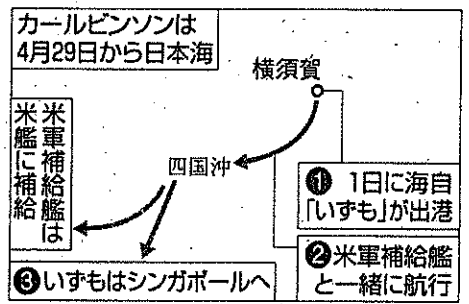 カールビンソンは
4月29日から日本海
横須賀
四国沖
米軍補給艦は
米艦に補給
❶ 1日に海自
「いずも」が出港
❷米軍補給艦
と一緒に航行
❸いずもはシンガポールへ